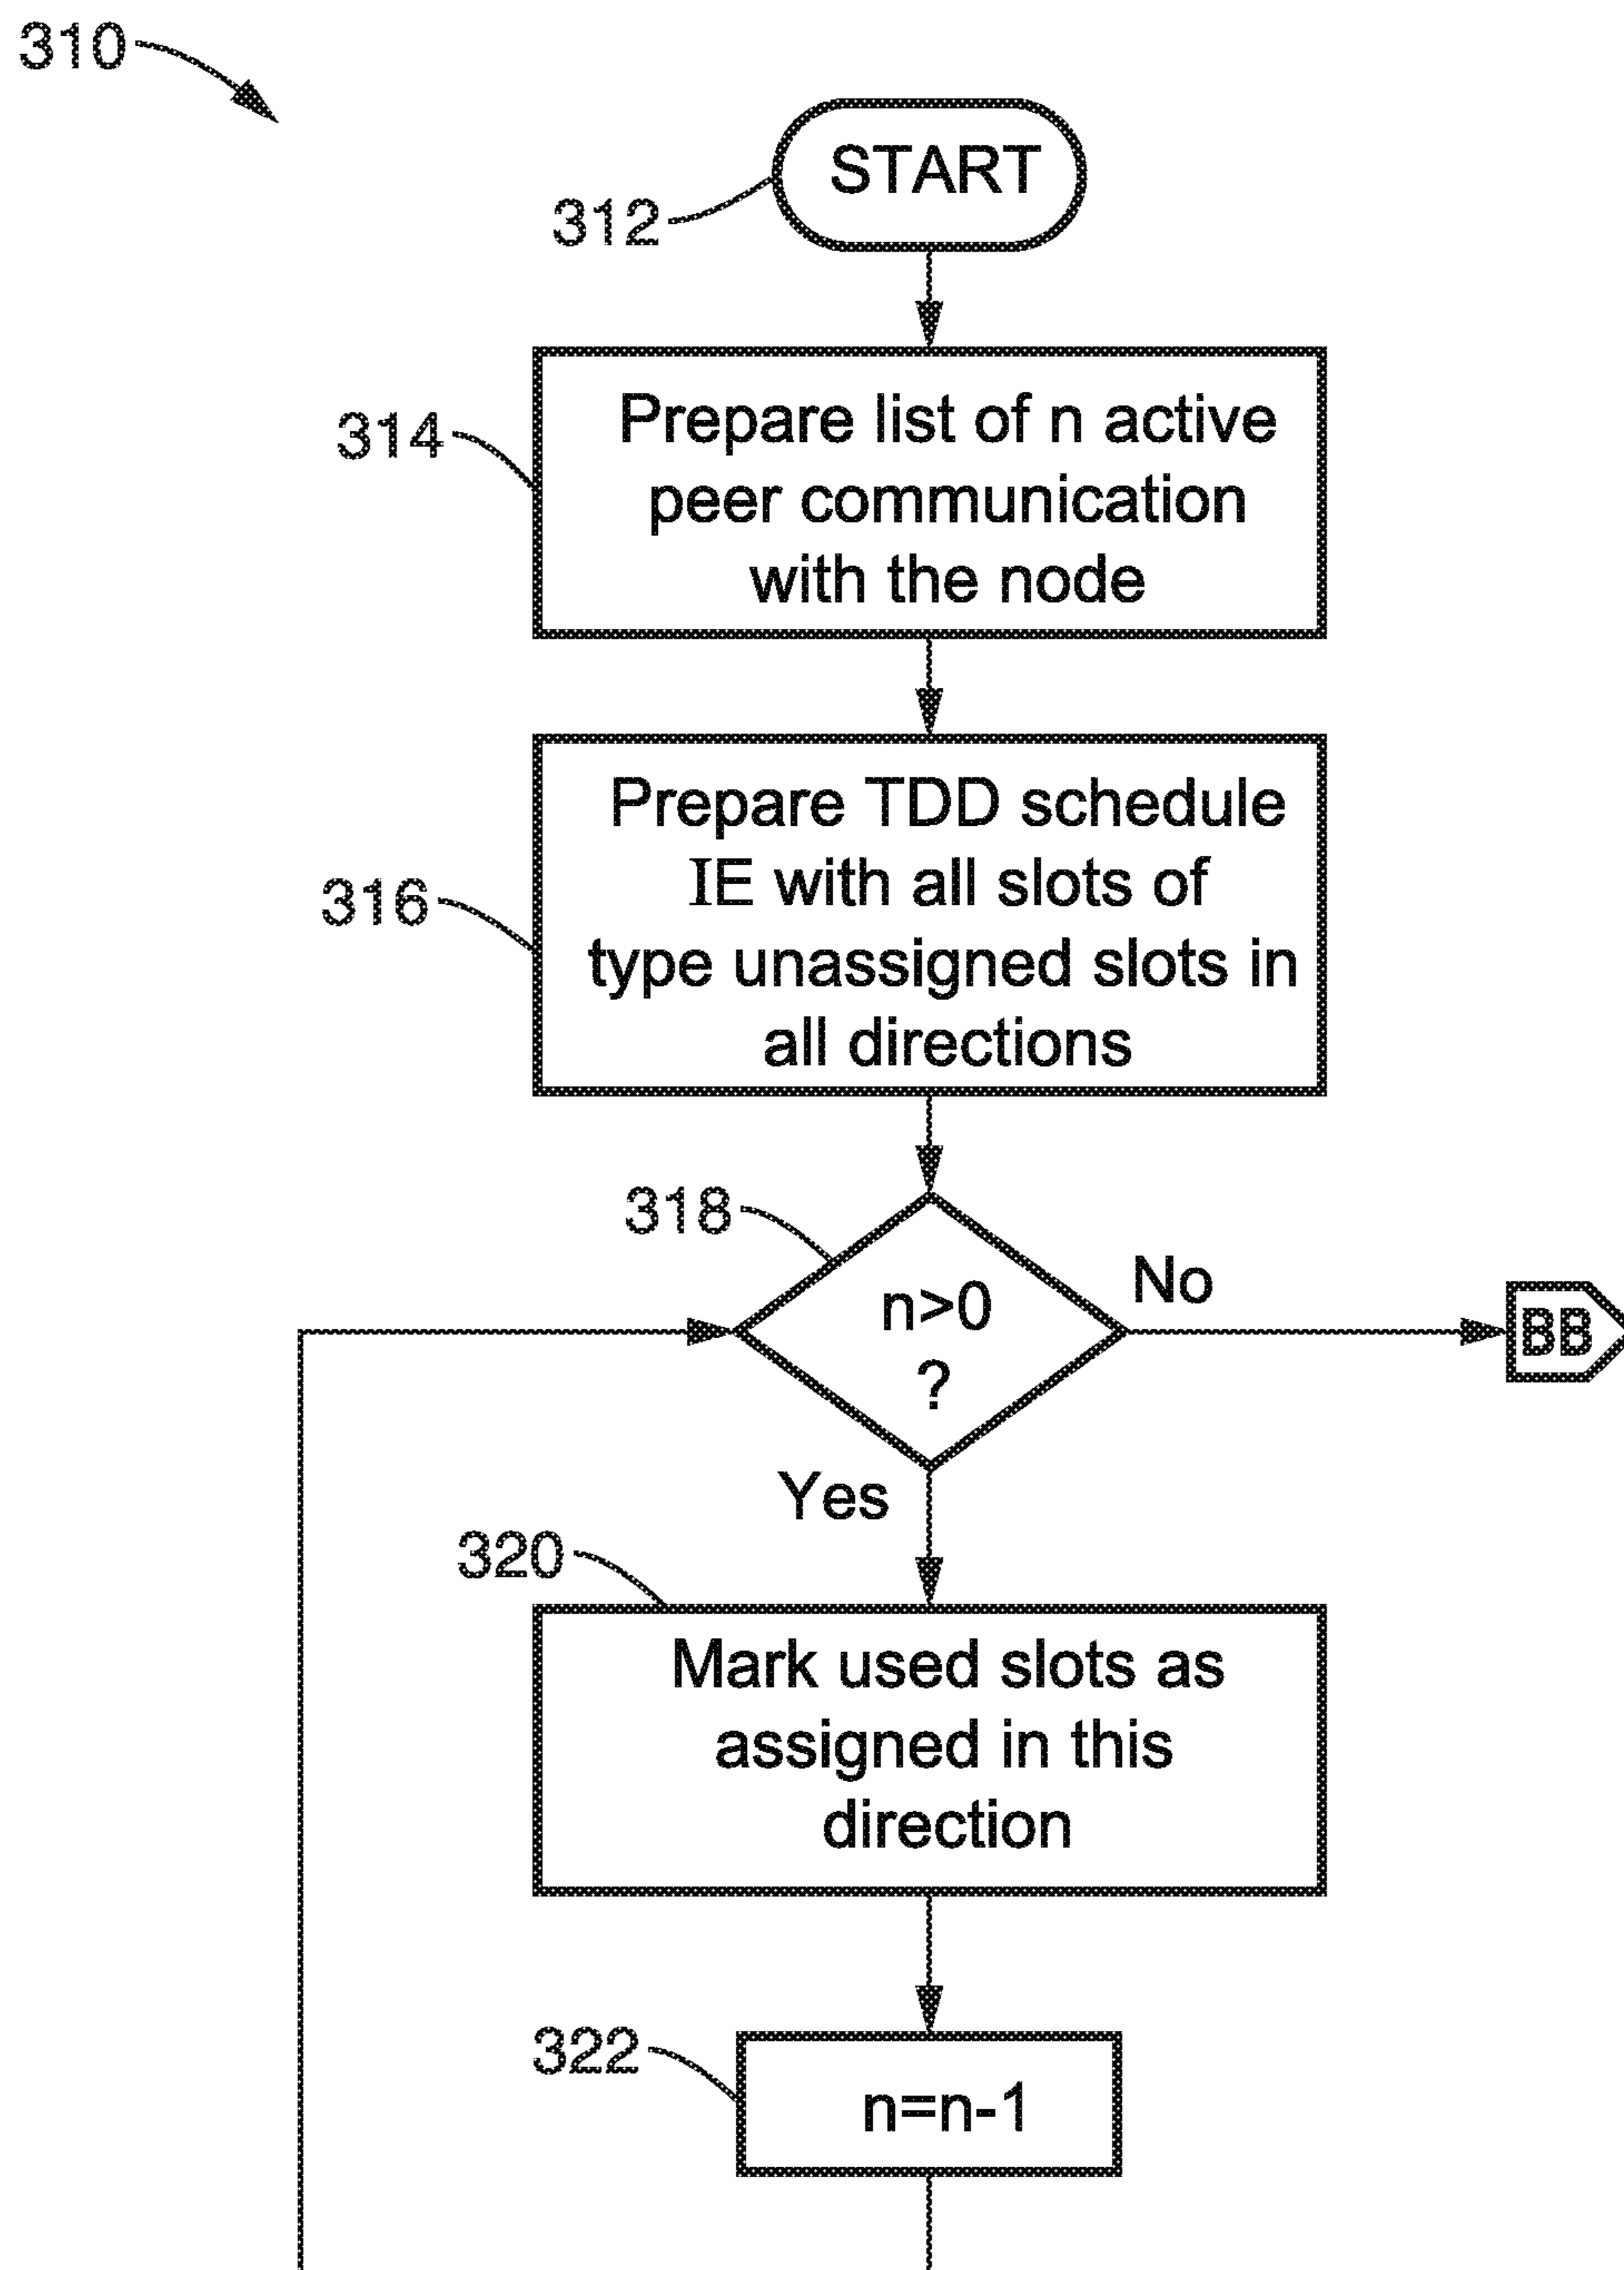 310
START
312
Prepare list of n active
peer communication
with the node
314
Prepare TDD schedule
IE with all slots of
type unassigned slots in
all directions
316
318
n>0
?
No
BB
Yes
320
Mark used slots as
assigned in this
direction
322
n=n-1